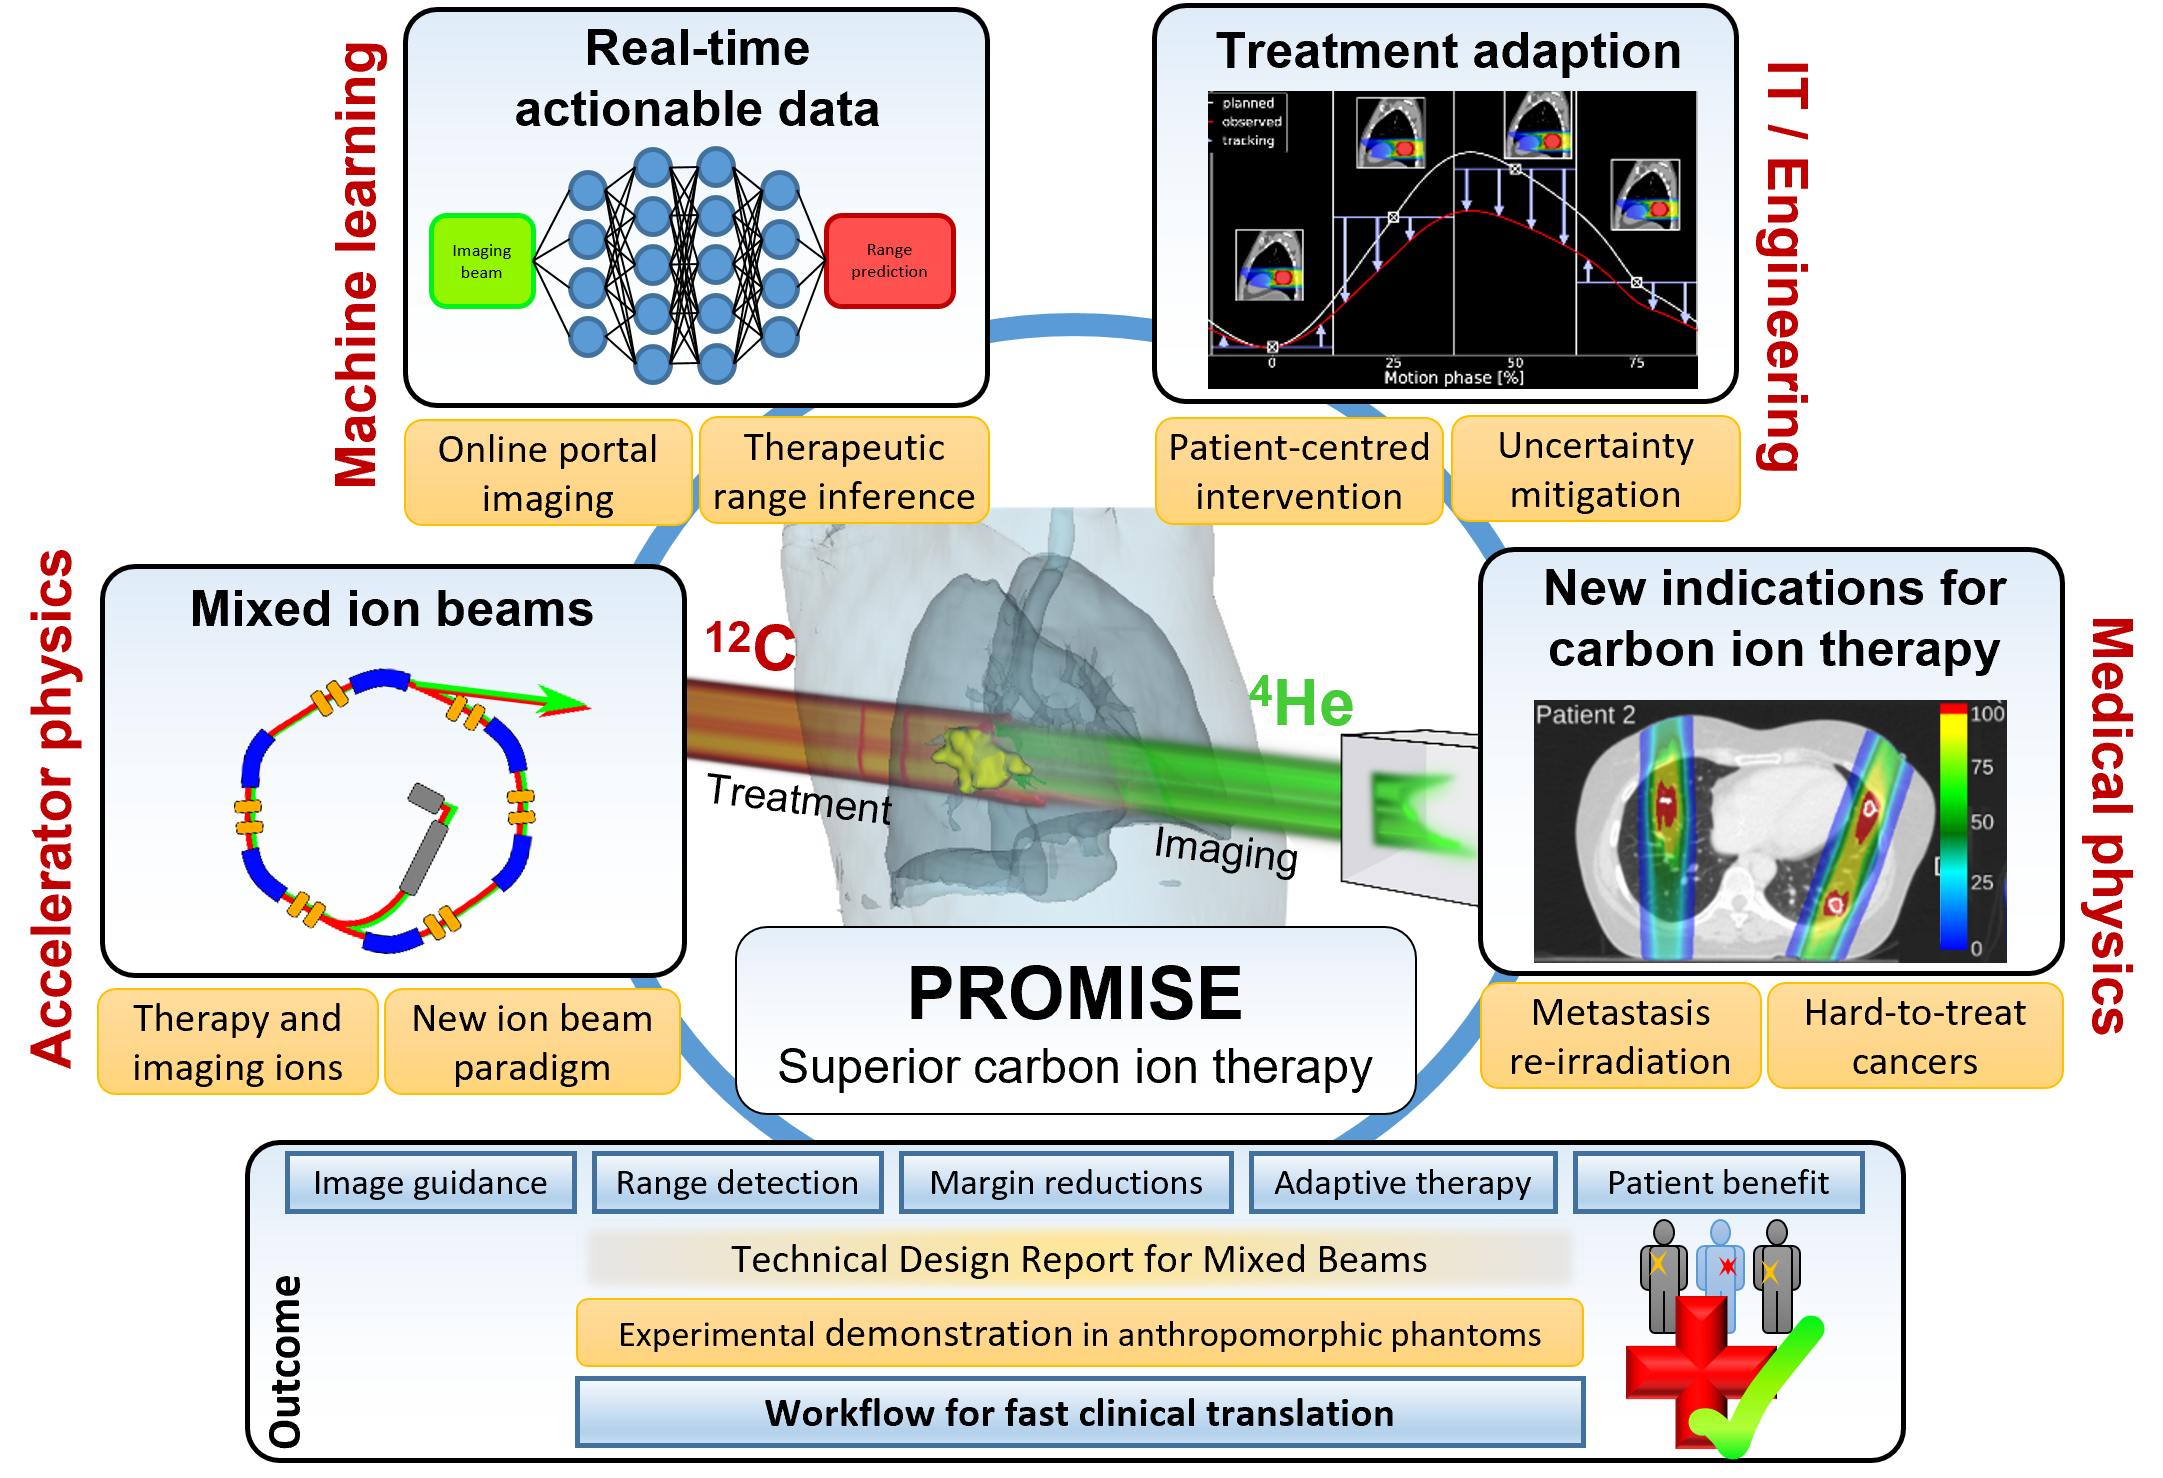 Machine learning
Real-time
actionable data
Imaging
beam
Range
prediction
Online portal
imaging
Therapeutic
range inference
Treatment adaption
planned
observed
tracking
0
25
50
75
Motion phase [%]
IT / Engineering
Patient-centred
intervention
Uncertainty
mitigation
Accelerator physics
Mixed ion beams
Therapy and
imaging ions
New ion beam
paradigm
¹²C
Treatment
⁴He
Imaging
New indications for
carbon ion therapy
Patient 2
100
75
50
25
0
Medical physics
Metastasis
re-irradiation
Hard-to-treat
cancers
PROMISE
Superior carbon ion therapy
Outcome
Image guidance
Range detection
Margin reductions
Adaptive therapy
Patient benefit
Technical Design Report for Mixed Beams
Experimental demonstration in anthropomorphic phantoms
Workflow for fast clinical translation